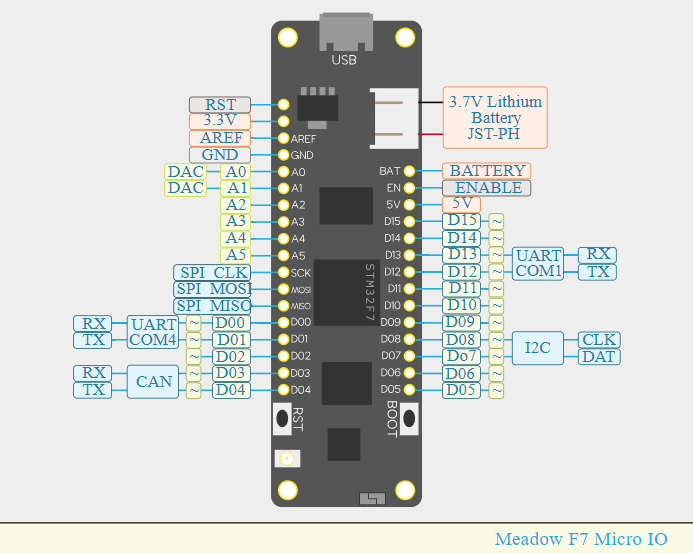 USB
3.7V Lithium
Battery
JST-PH
RST
3.3V
AREF AREF
GND GND
DAC A0 A0
DAC A1 A1
A2 A2
A3 A3
A4 A4
A5 A5
SPI_CLK SCK
SPI_MOSI MOSI
SPI_MISO MISO
RX UART ~ D00 D00
TX COM4 ~ D01 D01
~ D02 D02
RX ~ D03 D03
CAN
TX ~ D04 D04
BAT BATTERY
EN ENABLE
5V 5V
D15 D15 ~
D14 D14 ~
D13 D13 ~ UART RX
D12 D12 ~ COM1 TX
D11 D11 ~
D10 D10 ~
D09 D09 ~
D08 D08 ~ CLK
I2C
D07 Do7 ~ DAT
D06 D06 ~
D05 D05 ~
STM32F7
RST
BOOT
Meadow F7 Micro IO